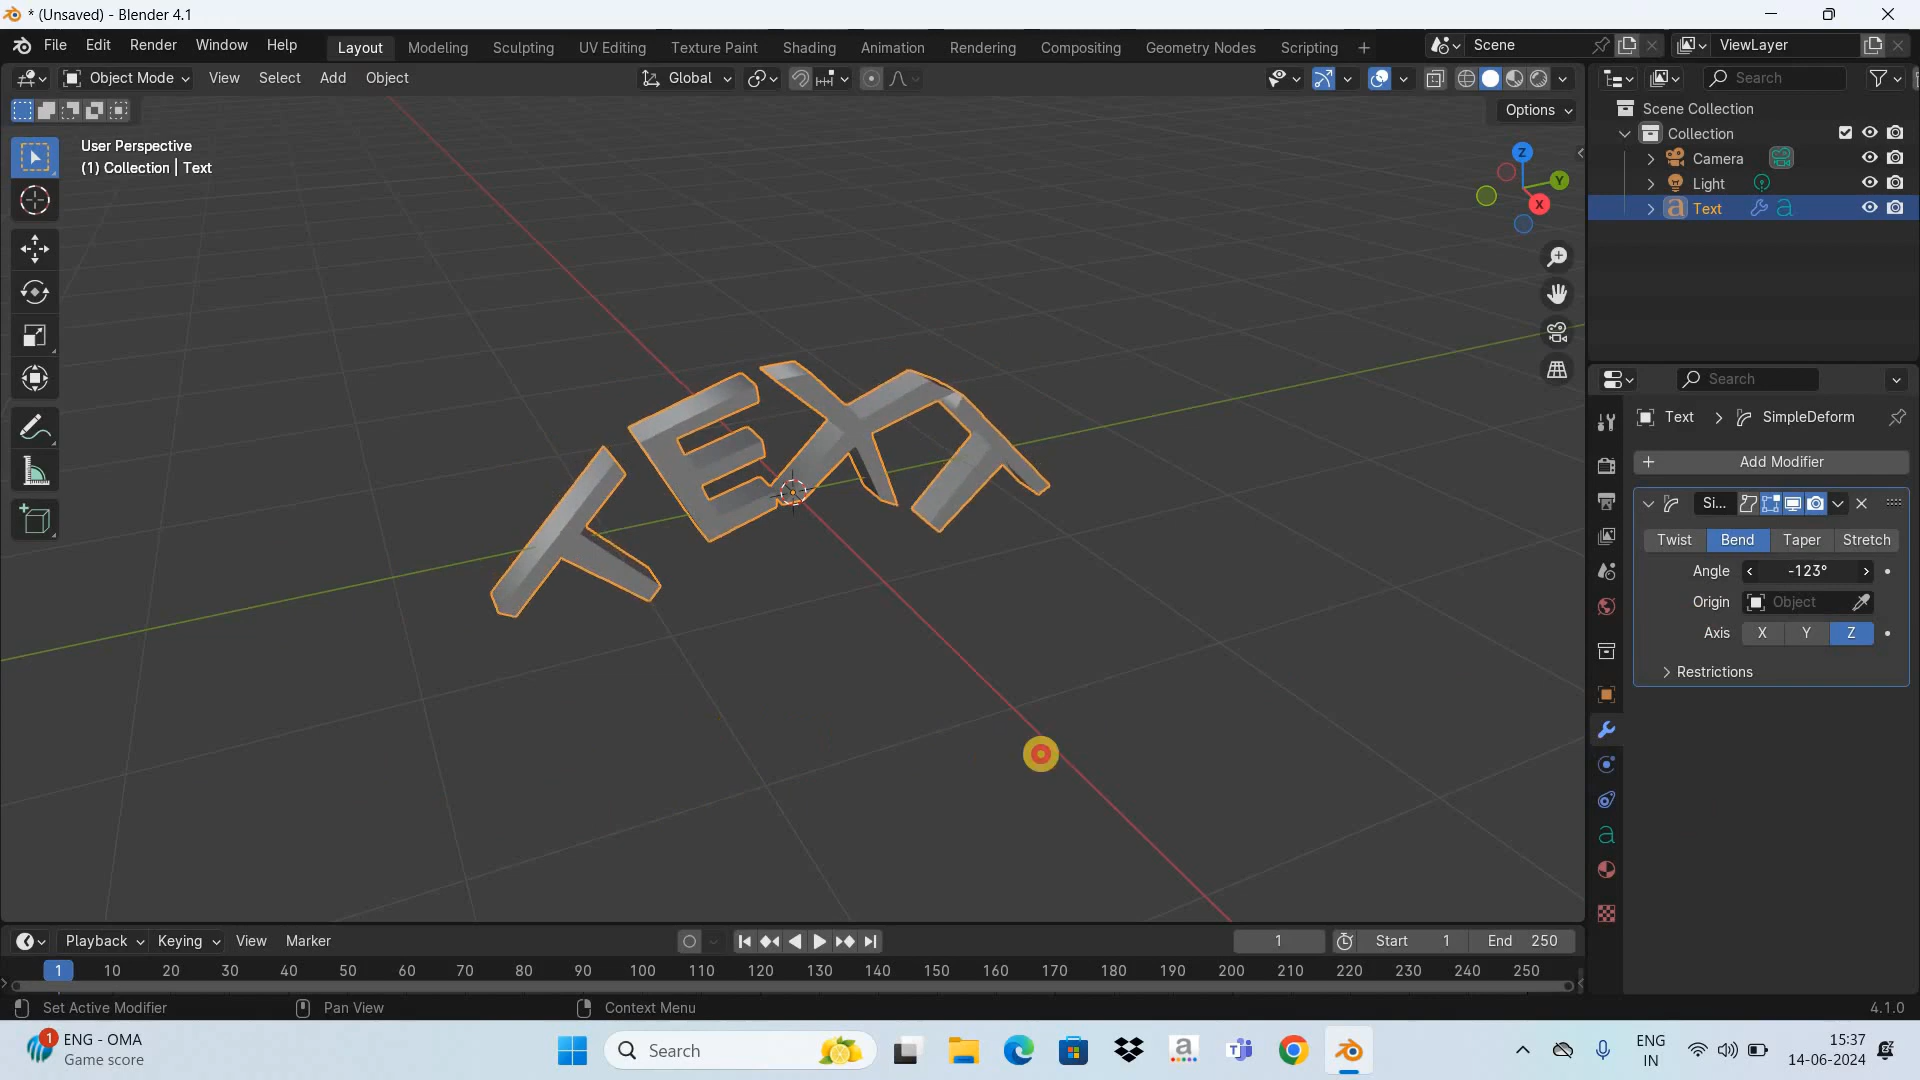 * (Unsaved) - Blender 4.1
File Edit Render Window Help Layout Modeling Sculpting UV Editing Texture Paint Shading Animation Rendering Compositing Geometry Nodes Scripting + Scene ViewLayer
Object Mode View Select Add Object Global Search
Options
User Perspective
(1) Collection | Text
Scene Collection
Collection
Camera
Light
Text
Z
Y
X
TEXT
Search
Text > SimpleDeform
+ Add Modifier
Si...
Twist Bend Taper Stretch
Angle < -123° >
Origin Object
Axis X Y Z
> Restrictions
Playback Keying View Marker 1 Start 1 End 250
1 10 20 30 40 50 60 70 80 90 100 110 120 130 140 150 160 170 180 190 200 210 220 230 240 250
Set Active Modifier Pan View Context Menu 4.1.0
1 ENG - OMA
Game score
Search
ENG
IN
15:37
14-06-2024